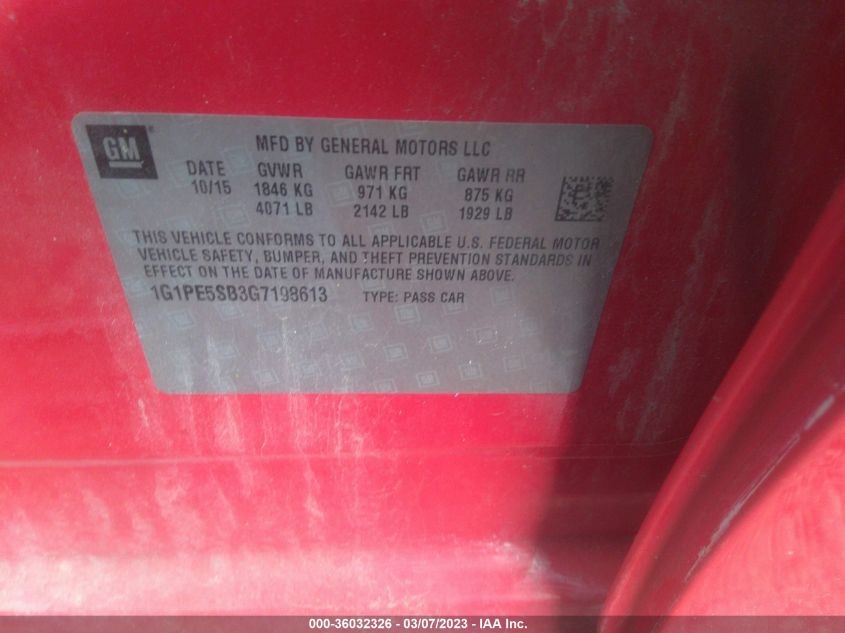 GM ®
MFD BY GENERAL MOTORS LLC
DATE GVWR GAWR FRT GAWR RR
10/15 1846 KG 971 KG 875 KG
4071 LB 2142 LB 1929 LB
THIS VEHICLE CONFORMS TO ALL APPLICABLE U.S. FEDERAL MOTOR
VEHICLE SAFETY, BUMPER, AND THEFT PREVENTION STANDARDS IN
EFFECT ON THE DATE OF MANUFACTURE SHOWN ABOVE.
1G1PE5SB3G7198613 TYPE: PASS CAR
000-36032326 - 03/07/2023 - IAA Inc.